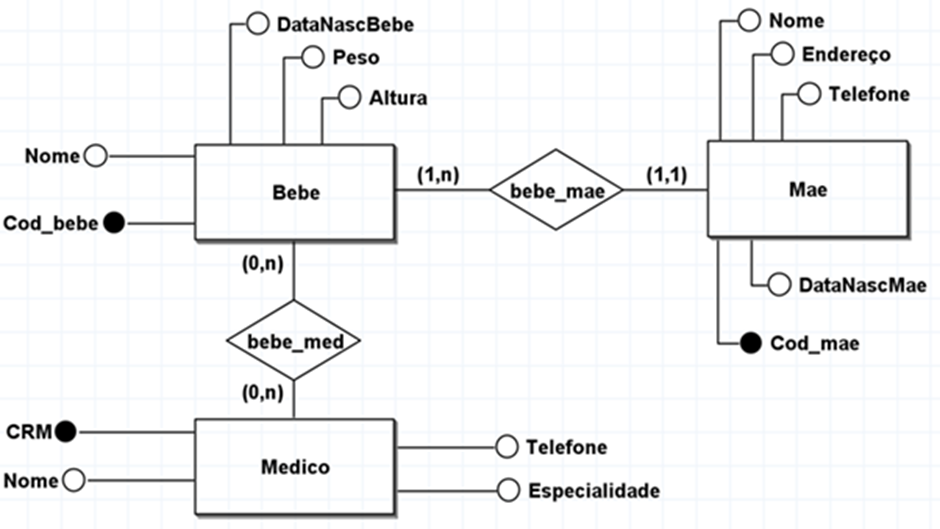 DataNascBebe
Peso
Altura
Nome
Cod_bebe
Bebe
(1,n)
bebe_mae
(1,1)
Nome
Endereço
Telefone
Mae
DataNascMae
Cod_mae
(0,n)
bebe_med
(0,n)
CRM
Nome
Medico
Telefone
Especialidade